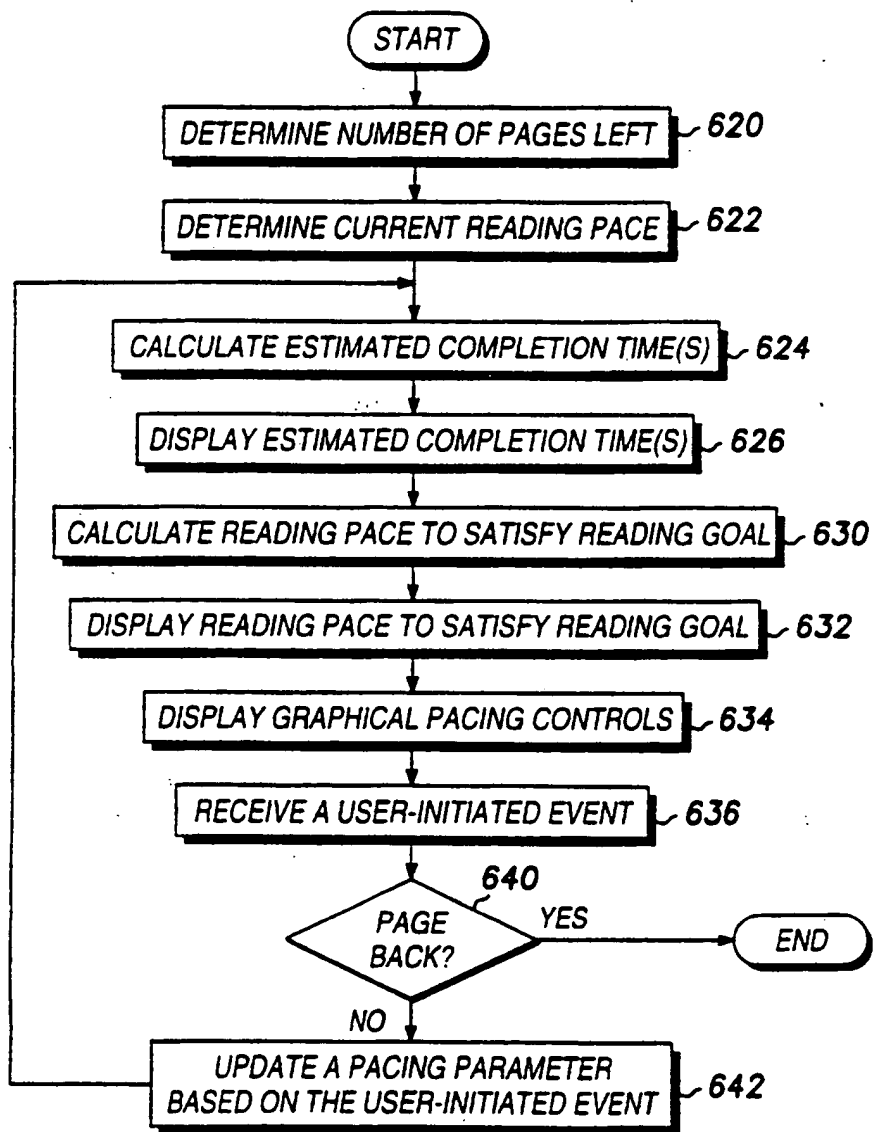 START
DETERMINE NUMBER OF PAGES LEFT 620
DETERMINE CURRENT READING PACE 622
CALCULATE ESTIMATED COMPLETION TIME(S) 624
DISPLAY ESTIMATED COMPLETION TIME(S) 626
CALCULATE READING PACE TO SATISFY READING GOAL 630
DISPLAY READING PACE TO SATISFY READING GOAL 632
DISPLAY GRAPHICAL PACING CONTROLS 634
RECEIVE A USER-INITIATED EVENT 636
640
PAGE
BACK?
YES
END
NO
UPDATE A PACING PARAMETER
BASED ON THE USER-INITIATED EVENT 642